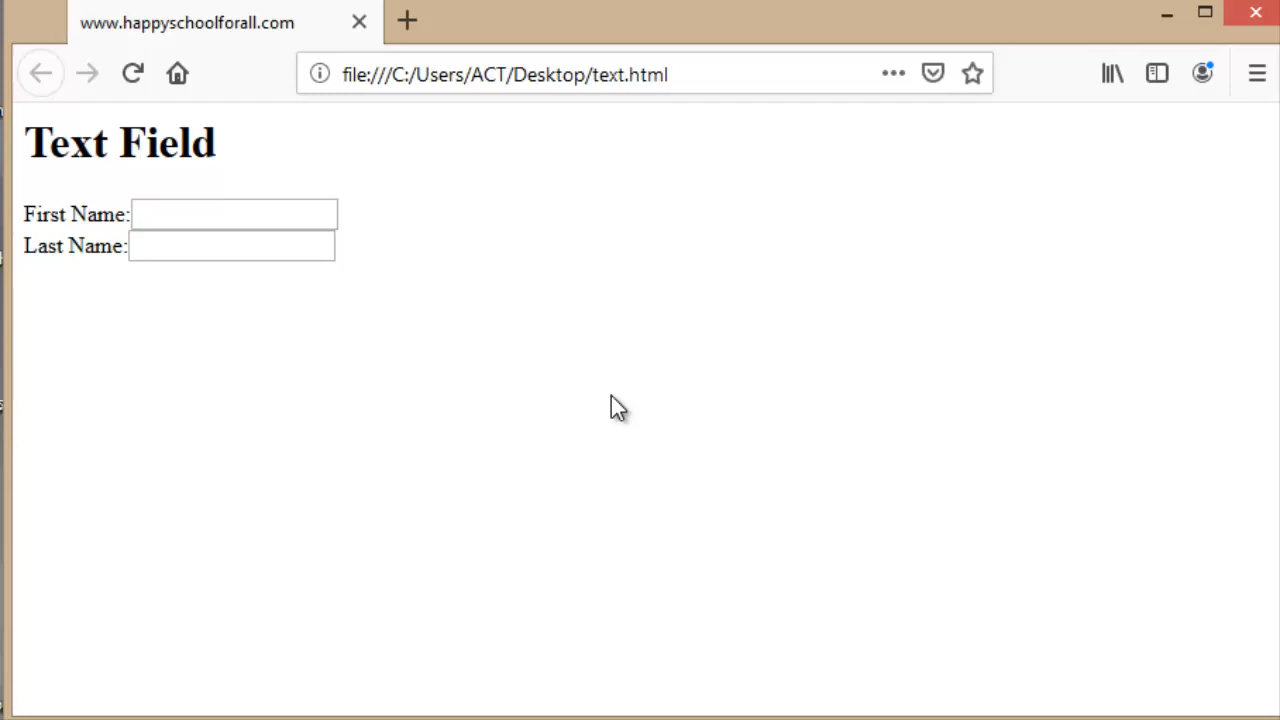 www.happyschoolforall.com
file:///C:/Users/ACT/Desktop/text.html
Text Field
First Name:
Last Name: